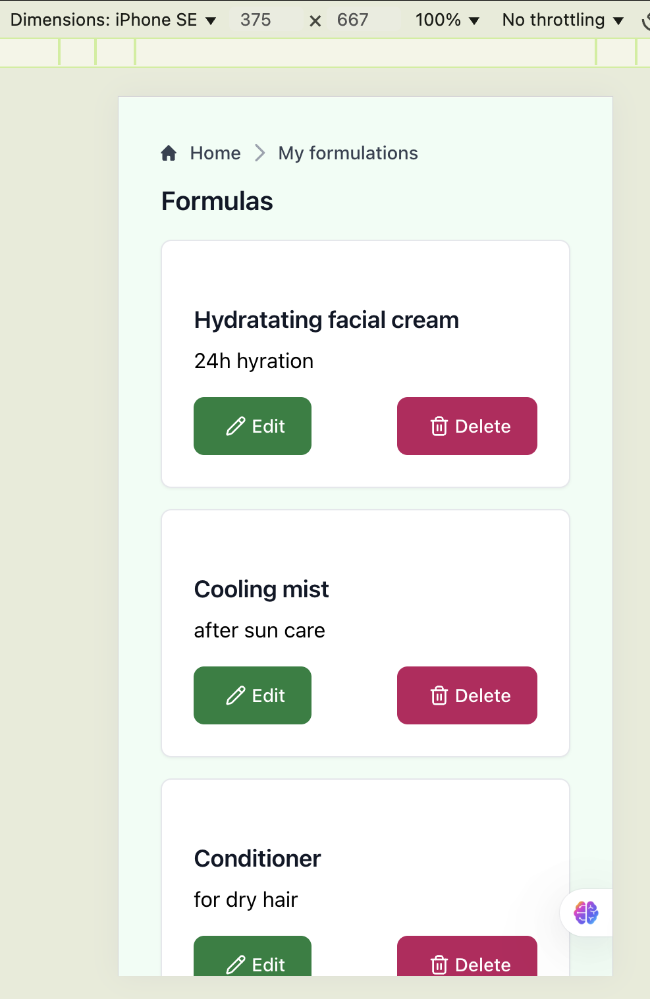 Dimensions: iPhone SE ▼ 375 × 667 100% ▼ No throttling ▼
Home > My formulations
Formulas
Hydratating facial cream
24h hyration
Edit Delete
Cooling mist
after sun care
Edit Delete
Conditioner
for dry hair
Edit Delete